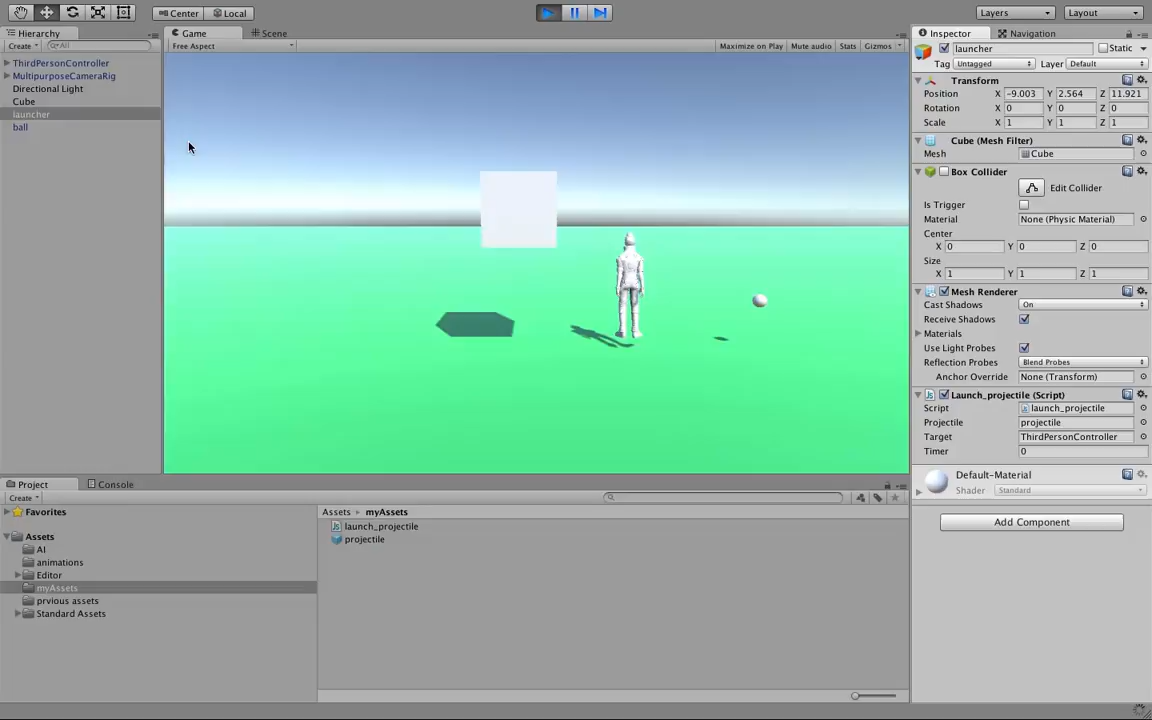 Center Local Layers Layout
Hierarchy
Create All
ThirdPersonController
MultipurposeCameraRig
Directional Light
Cube
launcher
ball
Game Scene
Free Aspect Maximize on Play Mute audio Stats Gizmos
Inspector Navigation
launcher Static
Tag Untagged Layer Default
Transform
Position X -9.003 Y 2.564 Z 11.921
Rotation X 0 Y 0 Z 0
Scale X 1 Y 1 Z 1
Cube (Mesh Filter)
Mesh Cube
Box Collider
Edit Collider
Is Trigger
Material None (Physic Material)
Center
X 0 Y 0 Z 0
Size
X 1 Y 1 Z 1
Mesh Renderer
Cast Shadows On
Receive Shadows
Materials
Use Light Probes
Reflection Probes Blend Probes
Anchor Override None (Transform)
Launch_projectile (Script)
Script launch_projectile
Projectile projectile
Target ThirdPersonController
Timer 0
Default-Material
Shader Standard
Add Component
Project Console
Create
Favorites
Assets
AI
animations
Editor
myAssets
prvious assets
Standard Assets
Assets myAssets
launch_projectile
projectile